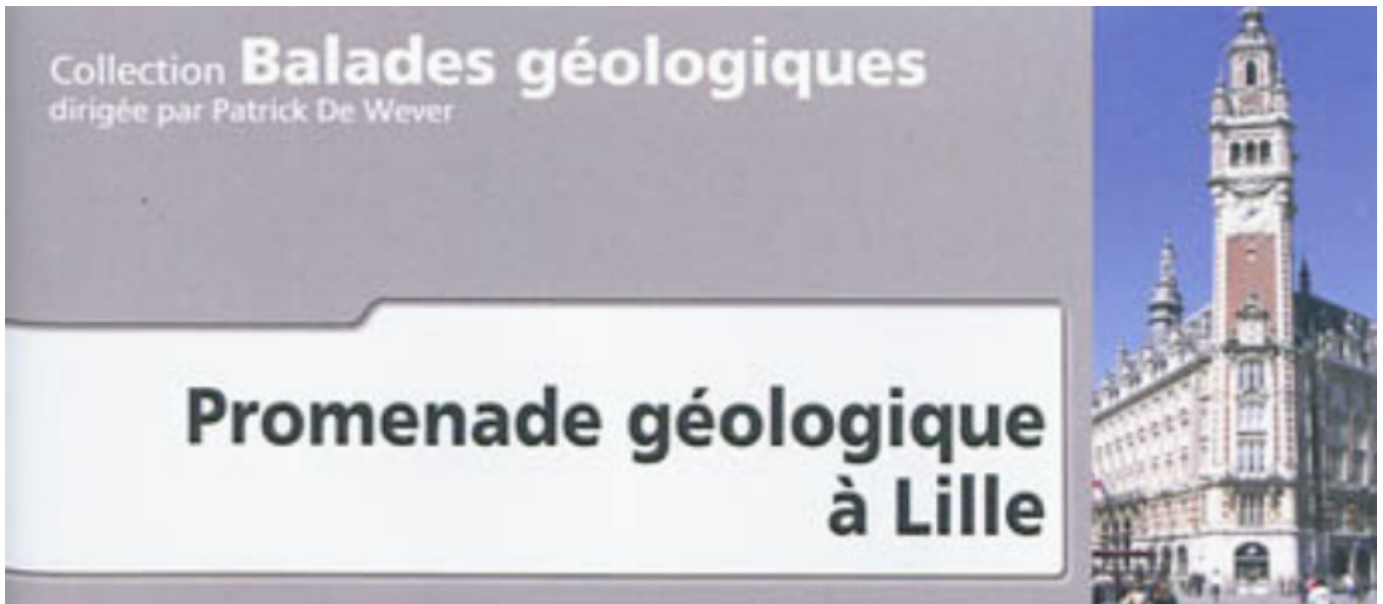 Collection Balades géologiques
dirigée par Patrick De Wever
Promenade géologique
à Lille